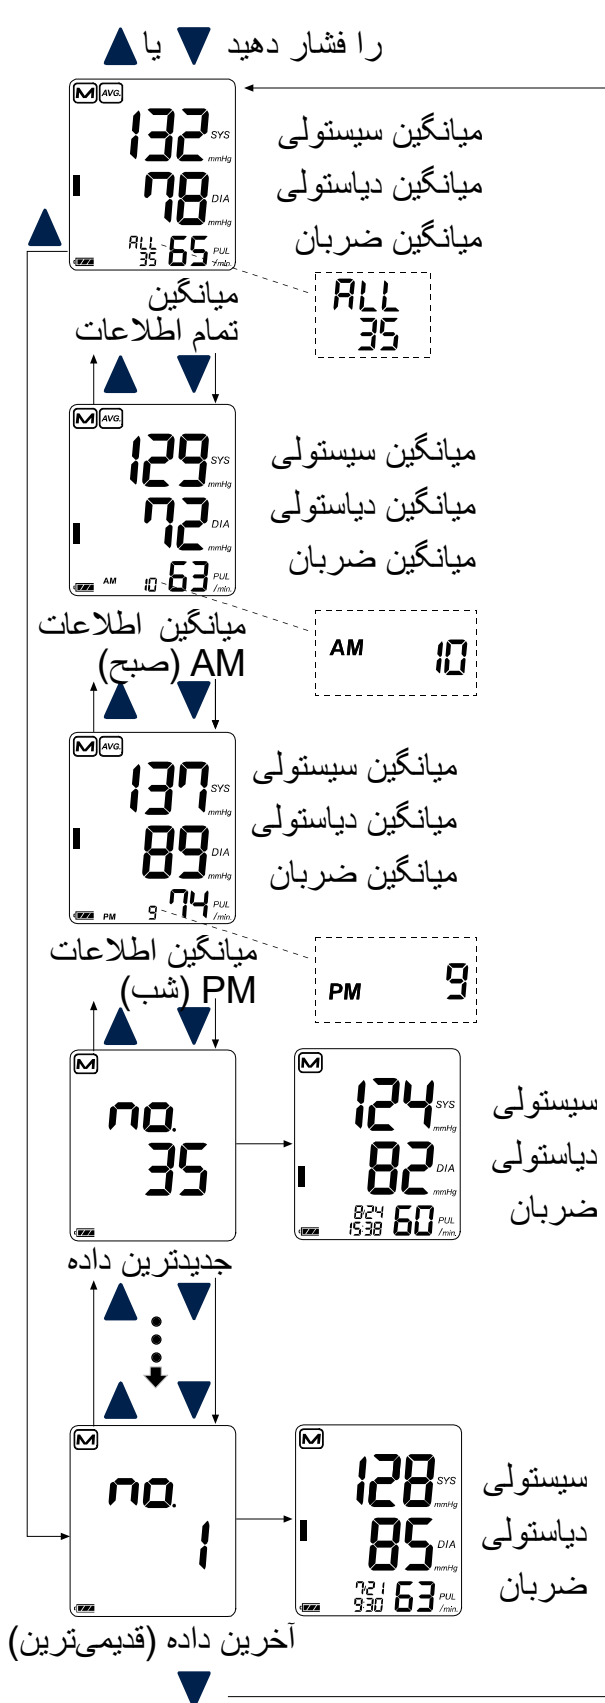 را فشار دهید ▼ یا ▲
M AVG.
132 SYS mmHg
78 DIA mmHg
ALL 35 65 PUL /min.
میانگین سیستولی
میانگین دیاستولی
میانگین ضربان
ALL
35
میانگین
تمام اطلاعات
M AVG.
129 SYS mmHg
72 DIA mmHg
AM 10 63 PUL /min.
میانگین سیستولی
میانگین دیاستولی
میانگین ضربان
AM 10
میانگین اطلاعات
AM (صبح)
M AVG.
137 SYS mmHg
89 DIA mmHg
PM 9 74 PUL /min.
میانگین سیستولی
میانگین دیاستولی
میانگین ضربان
PM 9
میانگین اطلاعات
PM (شب)
M
no.
35
M
124 SYS mmHg
82 DIA mmHg
8/24 15:38 60 PUL /min.
سیستولی
دیاستولی
ضربان
جدیدترین داده
M
no.
1
M
128 SYS mmHg
85 DIA mmHg
7/21 9:30 63 PUL /min.
سیستولی
دیاستولی
ضربان
آخرین داده (قدیمی‌ترین)